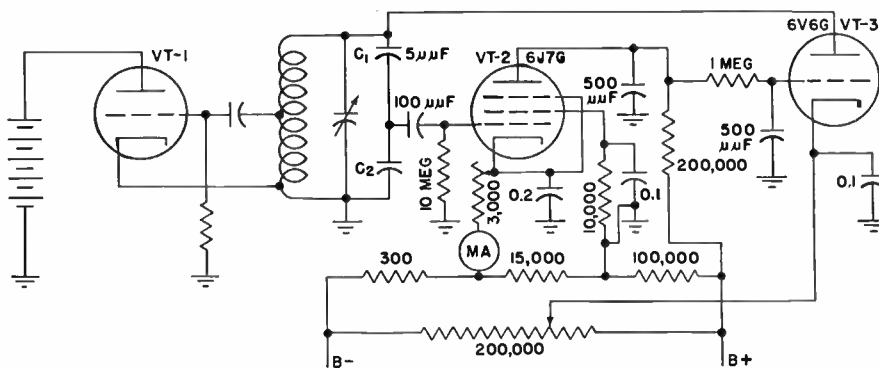 VT-1
C₁
5µµF
100 µµF
C₂
10 MEG
VT-2
6J7G
500
µµF
1 MEG
6V6G
VT-3
500
µµF
200,000
0.1
3,000
0.2
10,000
0.1
MA
300
15,000
100,000
200,000
B-
B+